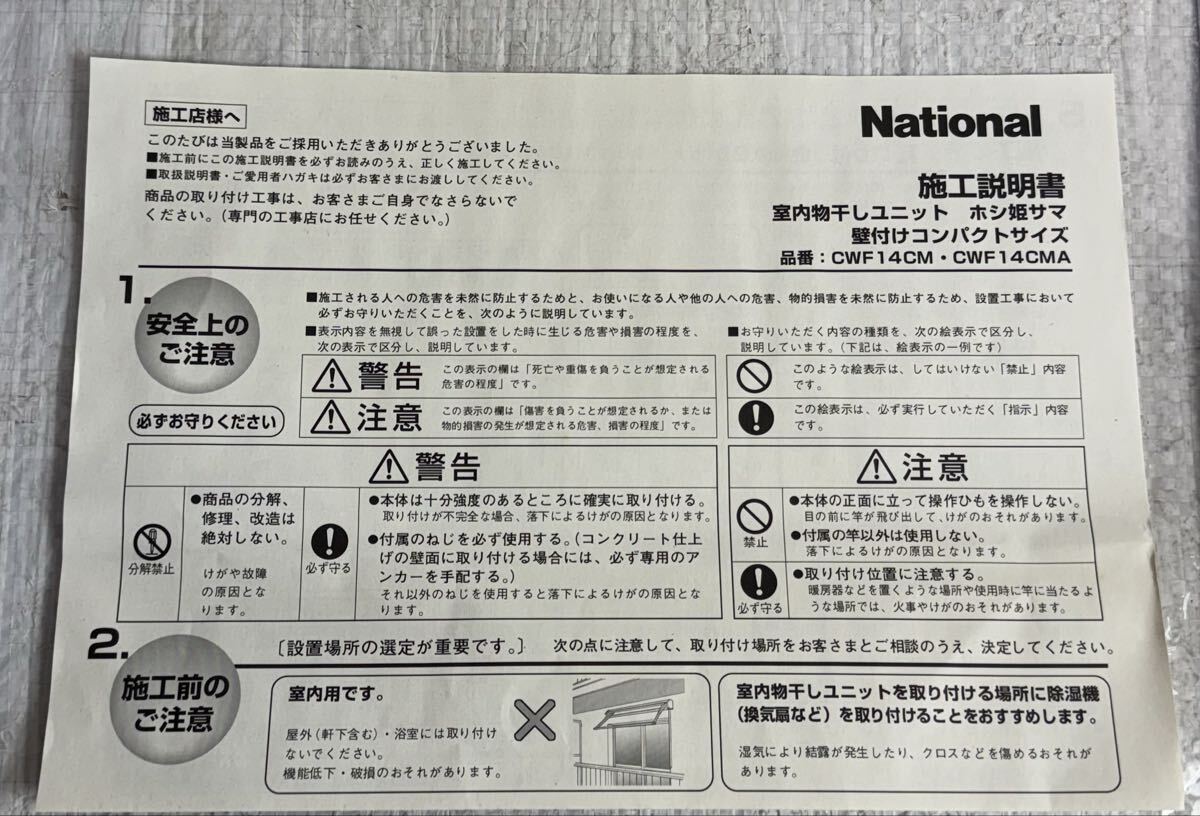 施工店様へ
このたびは当製品をご採用いただきありがとうございました。
■施工前にこの施工説明書を必ずお読みのうえ、正しく施工してください。
■取扱説明書・ご愛用者ハガキは必ずお客さまにお渡ししてください。
商品の取り付け工事は、お客さまご自身でなさらないで
ください。（専門の工事店にお任せください。）
National
施工説明書
室内物干しユニット ホシ姫サマ
壁付けコンパクトサイズ
品番：CWF14CM・CWF14CMA
1.
安全上の
ご注意
必ずお守りください
■施工される人への危害を未然に防止するためと、お使いになる人や他の人への危害、物的損害を未然に防止するため、設置工事において
必ずお守りいただくことを、次のように説明しています。
■表示内容を無視して誤った設置をした時に生じる危害や損害の程度を、
次の表示で区分し、説明しています。
警告
この表示の欄は「死亡や重傷を負うことが想定される
危害の程度」です。
注意
この表示の欄は「傷害を負うことが想定されるか、または
物的損害の発生が想定される危害、損害の程度」です。
■お守りいただく内容の種類を、次の絵表示で区分し、
説明しています。（下記は、絵表示の一例です）
このような絵表示は、してはいけない「禁止」内容
です。
この絵表示は、必ず実行していただく「指示」内容
です。
警告
分解禁止
●商品の分解、
修理、改造は
絶対しない。
けがや故障
の原因とな
ります。
必ず守る
●本体は十分強度のあるところに確実に取り付ける。
取り付けが不完全な場合、落下によるけがの原因となります。
●付属のねじを必ず使用する。（コンクリート仕上
げの壁面に取り付ける場合には、必ず専用のア
ンカーを手配する。）
それ以外のねじを使用すると落下によるけがの原因とな
ります。
注意
禁止
●本体の正面に立って操作ひもを操作しない。
目の前に竿が飛び出して、けがのおそれがあります。
●付属の竿以外は使用しない。
落下によるけがの原因となります。
必ず守る
●取り付け位置に注意する。
暖房器などを置くような場所や使用時に竿に当たるよ
うな場所では、火事やけがのおそれがあります。
2.
施工前の
ご注意
〔設置場所の選定が重要です。〕 次の点に注意して、取り付け場所をお客さまとご相談のうえ、決定してください。
室内用です。
屋外（軒下含む）・浴室には取り付け
ないでください。
機能低下・破損のおそれがあります。
室内物干しユニットを取り付ける場所に除湿機
（換気扇など）を取り付けることをおすすめします。
湿気により結露が発生したり、クロスなどを傷めるおそれが
あります。